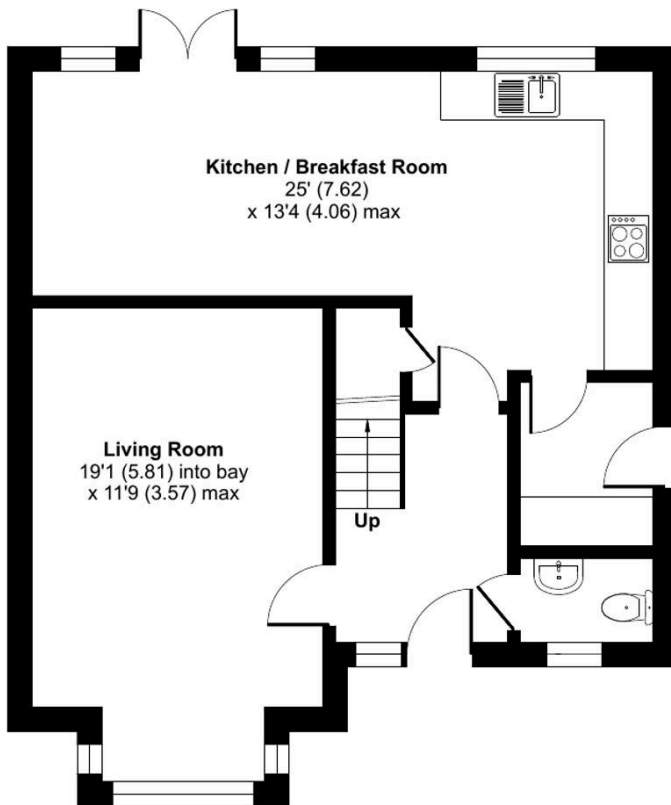 Kitchen / Breakfast Room
25' (7.62)
x 13'4 (4.06) max
Living Room
19'1 (5.81) into bay
x 11'9 (3.57) max
Up